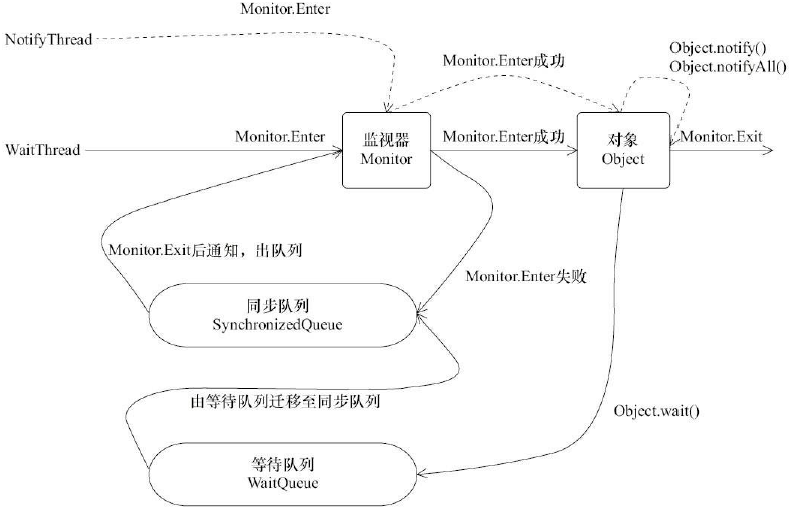 Monitor.Enter
NotifyThread
Object.notify()
Object.notifyAll()
Monitor.Enter成功
WaitThread
Monitor.Enter
监视器
Monitor
Monitor.Enter成功
对象
Object
Monitor.Exit
Monitor.Exit后通知，出队列
Monitor.Enter失败
同步队列
SynchronizedQueue
由等待队列迁移至同步队列
Object.wait()
等待队列
WaitQueue